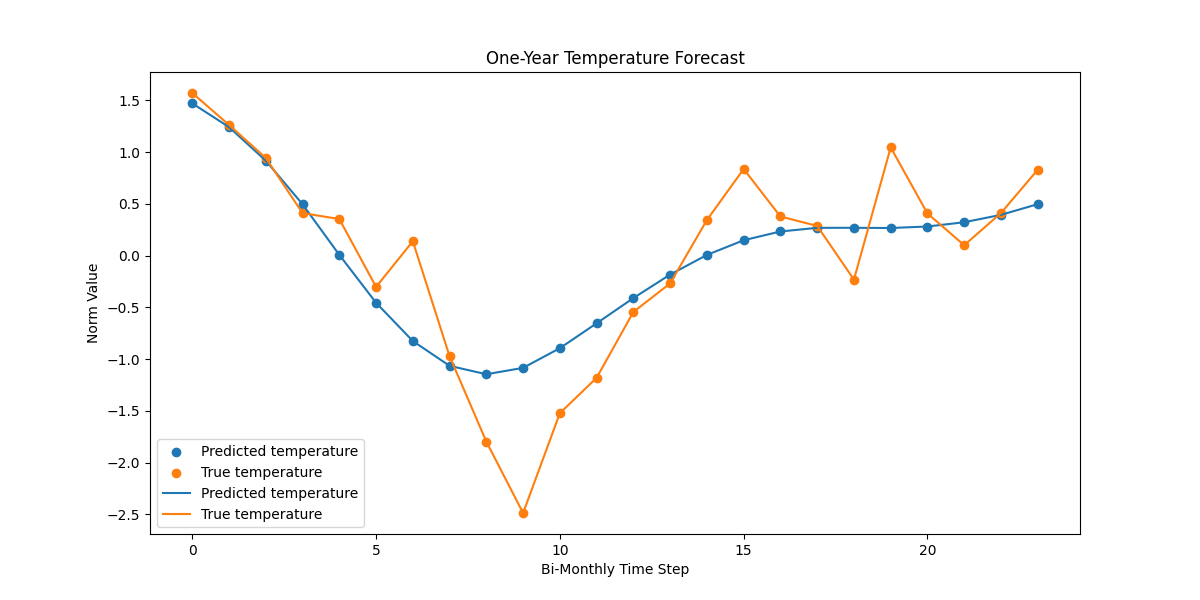 One-Year Temperature Forecast
Norm Value
1.5
1.0
0.5
0.0
−0.5
−1.0
−1.5
−2.0
−2.5
Predicted temperature
True temperature
Predicted temperature
True temperature
0 5 10 15 20
Bi-Monthly Time Step